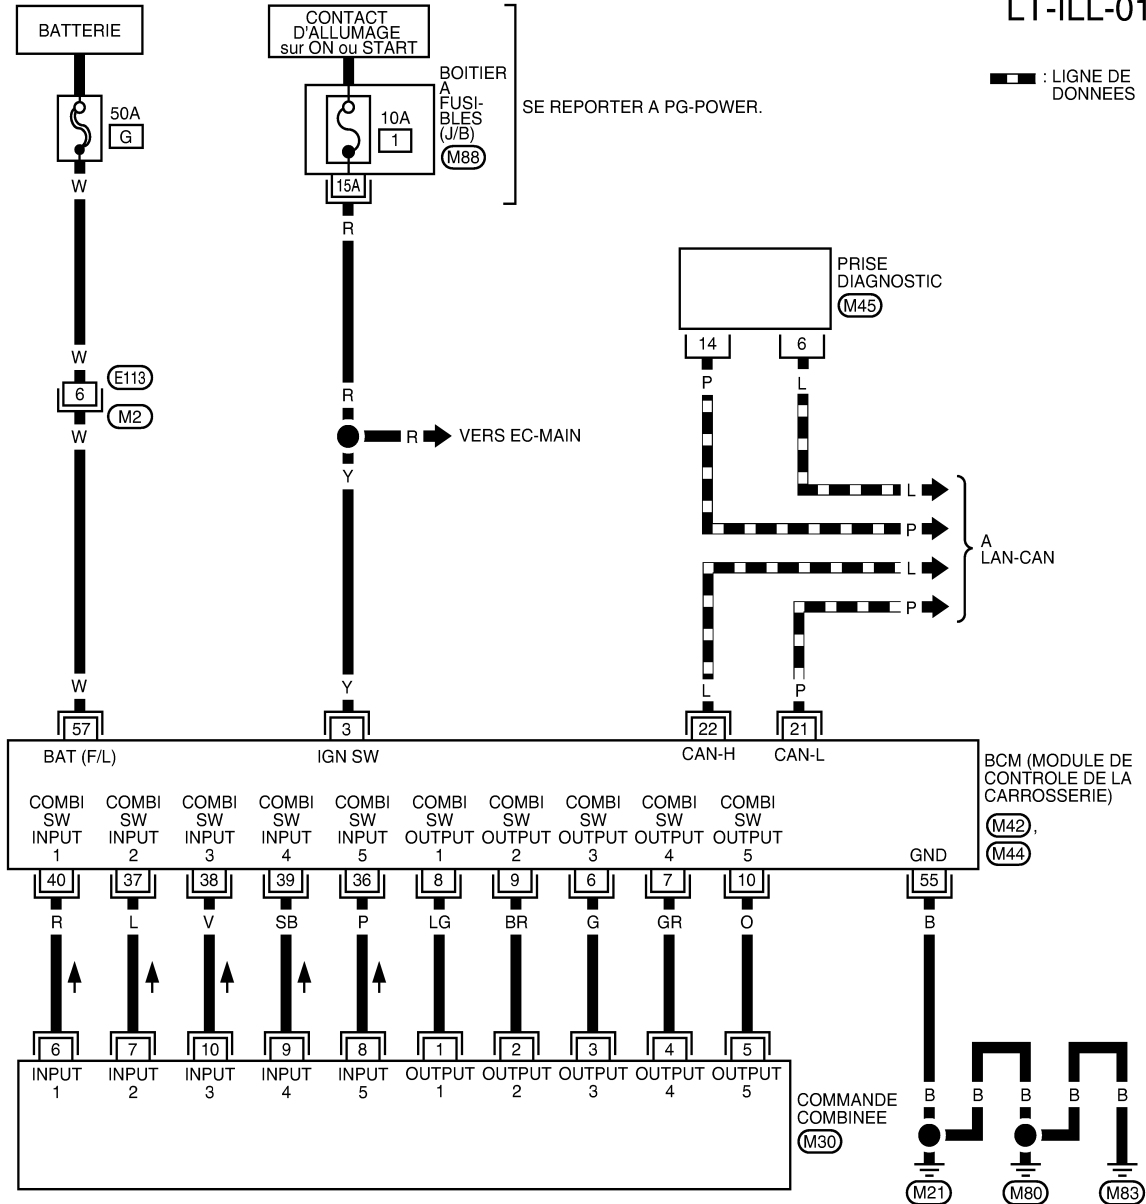 LT-ILL-01
BATTERIE
CONTACT
D'ALLUMAGE
sur ON ou START
: LIGNE DE
DONNEES
50A
G
10A
1
BOITIER
A
FUSI-
BLES
(J/B)
M88
SE REPORTER A PG-POWER.
15A
W
R
PRISE
DIAGNOSTIC
M45
14
6
P
L
W
6
E113
M2
W
R
R
VERS EC-MAIN
Y
L
P
L
P
A
LAN-CAN
W
Y
L
P
57
3
22
21
BAT (F/L)
IGN SW
CAN-H
CAN-L
BCM (MODULE DE
CONTROLE DE LA
CARROSSERIE)
M42 ,
M44
COMBI COMBI COMBI COMBI COMBI COMBI COMBI COMBI COMBI COMBI
SW SW SW SW SW SW SW SW SW SW
INPUT INPUT INPUT INPUT INPUT OUTPUT OUTPUT OUTPUT OUTPUT OUTPUT
1 2 3 4 5 1 2 3 4 5 GND
40 37 38 39 36 8 9 6 7 10 55
R L V SB P LG BR G GR O B
6 7 10 9 8 1 2 3 4 5
INPUT INPUT INPUT INPUT INPUT OUTPUT OUTPUT OUTPUT OUTPUT OUTPUT
1 2 3 4 5 1 2 3 4 5
COMMANDE
COMBINEE
M30
B B B B B
M21 M80 M83